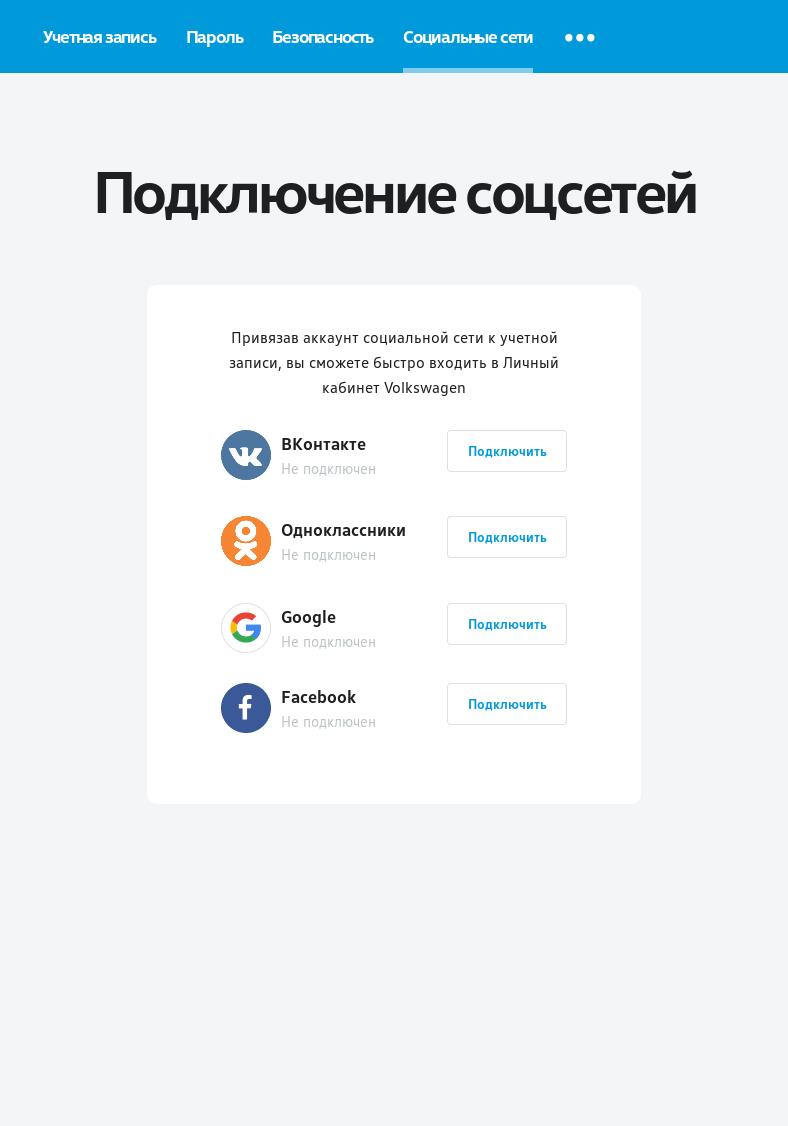 Учетная запись Пароль Безопасность Социальные сети •••
Подключение соцсетей
Привязав аккаунт социальной сети к учетной
записи, вы сможете быстро входить в Личный
кабинет Volkswagen
ВКонтакте
Не подключен
Подключить
Одноклассники
Не подключен
Подключить
Google
Не подключен
Подключить
Facebook
Не подключен
Подключить